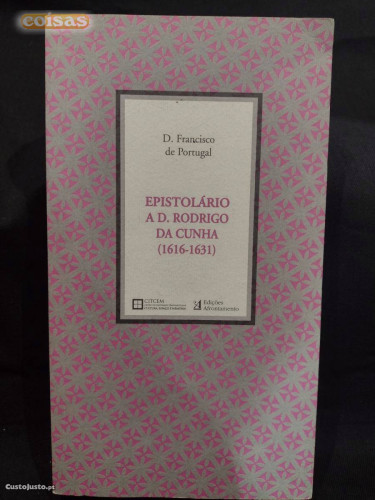 coisas
D. Francisco
de Portugal
EPISTOLÁRIO
A D. RODRIGO
DA CUNHA
(1616-1631)
CITCEM
Edições
Afrontamento
CustoJusto.pt